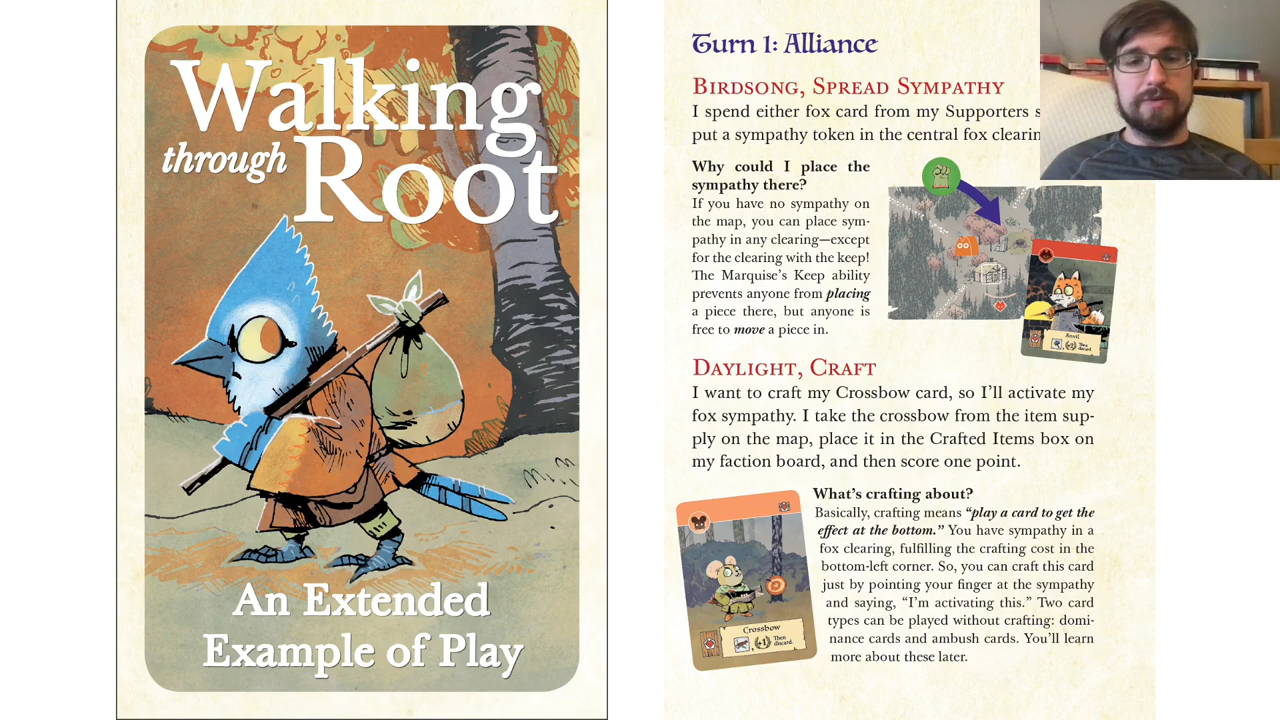 Walking
through Root
An Extended
Example of Play
Turn 1: Alliance
Birdsong, Spread Sympathy
I spend either fox card from my Supporters s
put a sympathy token in the central fox clearin
Why could I place the
sympathy there?
If you have no sympathy on
the map, you can place sym-
pathy in any clearing—except
for the clearing with the keep!
The Marquise's Keep ability
prevents anyone from placing
a piece there, but anyone is
free to move a piece in.
Anvil
Then
discard.
Daylight, Craft
I want to craft my Crossbow card, so I'll activate my
fox sympathy. I take the crossbow from the item sup-
ply on the map, place it in the Crafted Items box on
my faction board, and then score one point.
What's crafting about?
Basically, crafting means “play a card to get the
effect at the bottom.” You have sympathy in a
fox clearing, fulfilling the crafting cost in the
bottom-left corner. So, you can craft this card
just by pointing your finger at the sympathy
and saying, “I'm activating this.” Two card
types can be played without crafting: domi-
nance cards and ambush cards. You'll learn
more about these later.
Crossbow
+1 Then
discard.